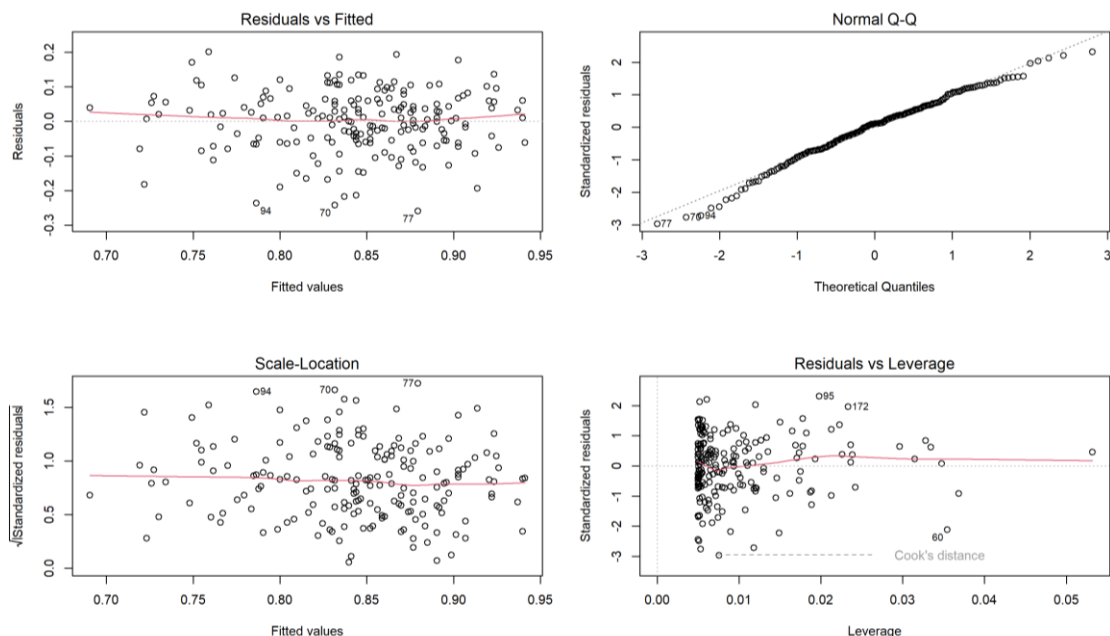 Residuals vs Fitted
Residuals
0.2
0.1
0.0
-0.1
-0.2
-0.3
94
70
77
0.70 0.75 0.80 0.85 0.90 0.95
Fitted values
Normal Q-Q
Standardized residuals
2
1
0
-1
-2
-3
77
94
-3 -2 -1 0 1 2 3
Theoretical Quantiles
Scale-Location
√|Standardized residuals|
1.5
1.0
0.5
0.0
94
70
77
0.70 0.75 0.80 0.85 0.90 0.95
Fitted values
Residuals vs Leverage
Standardized residuals
2
1
0
-1
-2
-3
95
172
60
Cook's distance
0.00 0.01 0.02 0.03 0.04 0.05
Leverage